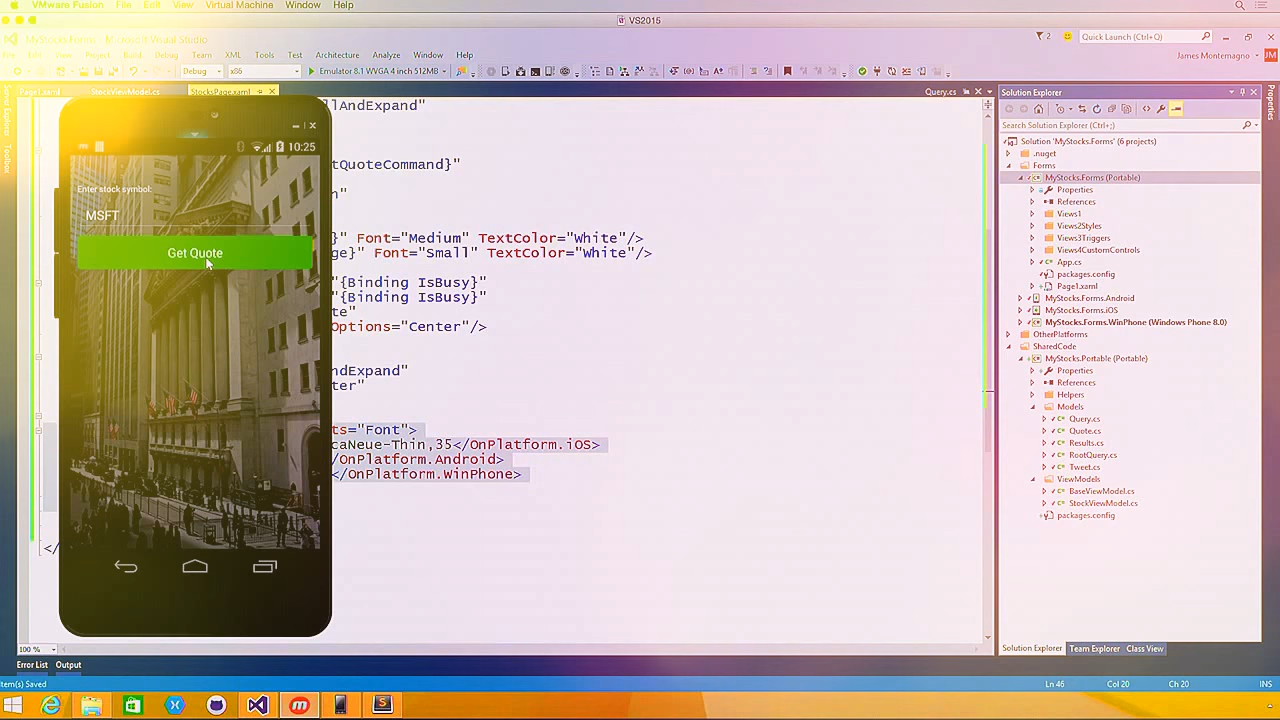 VMware Fusion File Edit View Virtual Machine Window Help
VS2015
MyStocks.Forms - Microsoft Visual Studio
2 Quick Launch (Ctrl+Q)
File Edit View Project Build Debug Team XML Tools Test Architecture Analyze Window Help
James Montemagno JM
Debug x86 Emulator 8.1 WVGA 4 inch 512MB
Page1.xaml StockViewModel.cs StocksPage.xaml Query.cs
Server Explorer
Toolbox
10:25
Enter stock symbol:
MSFT
Get Quote
llAndExpand"
tQuoteCommand}"
n"
}" Font="Medium" TextColor="White"/>
ge}" Font="Small" TextColor="White"/>
"{Binding IsBusy}"
"{Binding IsBusy}"
te"
Options="Center"/>
ndExpand"
ter"
ts="Font">
caNeue-Thin,35</OnPlatform.iOS>
/OnPlatform.Android>
</OnPlatform.WinPhone>
</
100 %
Solution Explorer
Properties
Search Solution Explorer (Ctrl+;)
Solution 'MyStocks.Forms' (6 projects)
.nuget
Forms
MyStocks.Forms (Portable)
Properties
References
Views1
Views2Styles
Views3Triggers
Views4CustomControls
App.cs
packages.config
Page1.xaml
MyStocks.Forms.Android
MyStocks.Forms.iOS
MyStocks.Forms.WinPhone (Windows Phone 8.0)
OtherPlatforms
SharedCode
MyStocks.Portable (Portable)
Properties
References
Helpers
Models
Query.cs
Quote.cs
Results.cs
RootQuery.cs
Tweet.cs
ViewModels
BaseViewModel.cs
StockViewModel.cs
packages.config
Solution Explorer Team Explorer Class View
Error List Output
Item(s) Saved Ln 46 Col 20 Ch 20 INS